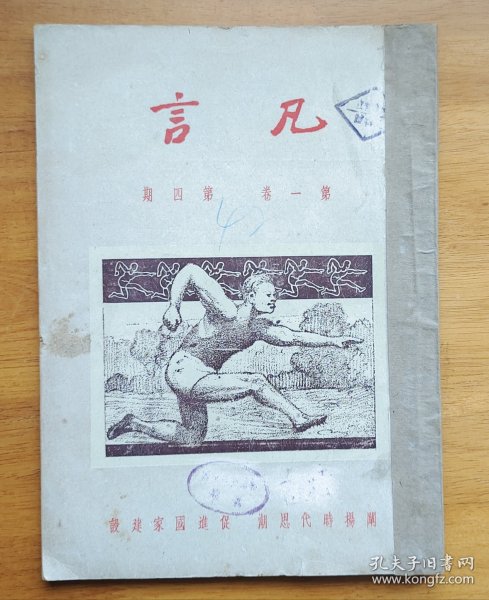 凡言
第一卷 第四期
闡揚時代思潮 促進國家建設
孔夫子旧书网
www.kongfz.com